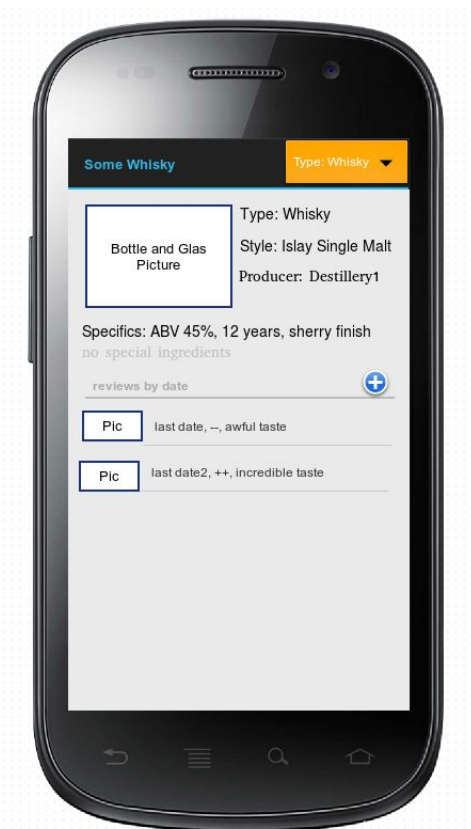 Some Whisky
Type: Whisky
Bottle and Glas
Picture
Type: Whisky
Style: Islay Single Malt
Producer: Destillery1
Specifics: ABV 45%, 12 years, sherry finish
no special ingredients
reviews by date
Pic
last date, --, awful taste
Pic
last date2, ++, incredible taste